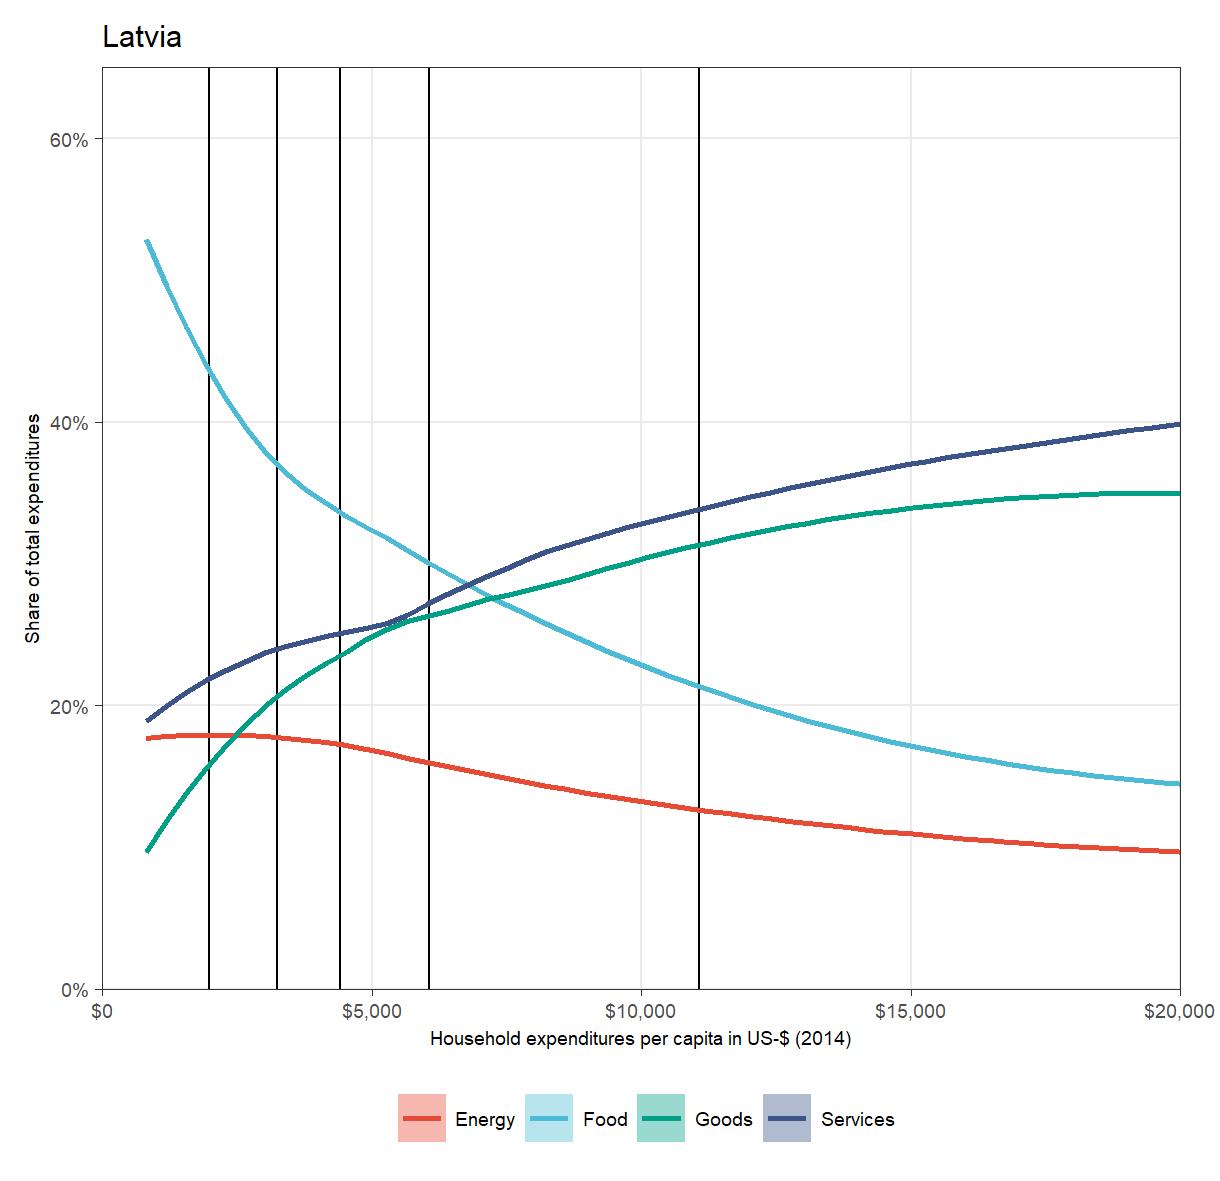 Latvia
60%
40%
20%
0%
Share of total expenditures
$0 $5,000 $10,000 $15,000 $20,000
Household expenditures per capita in US-$ (2014)
Energy Food Goods Services